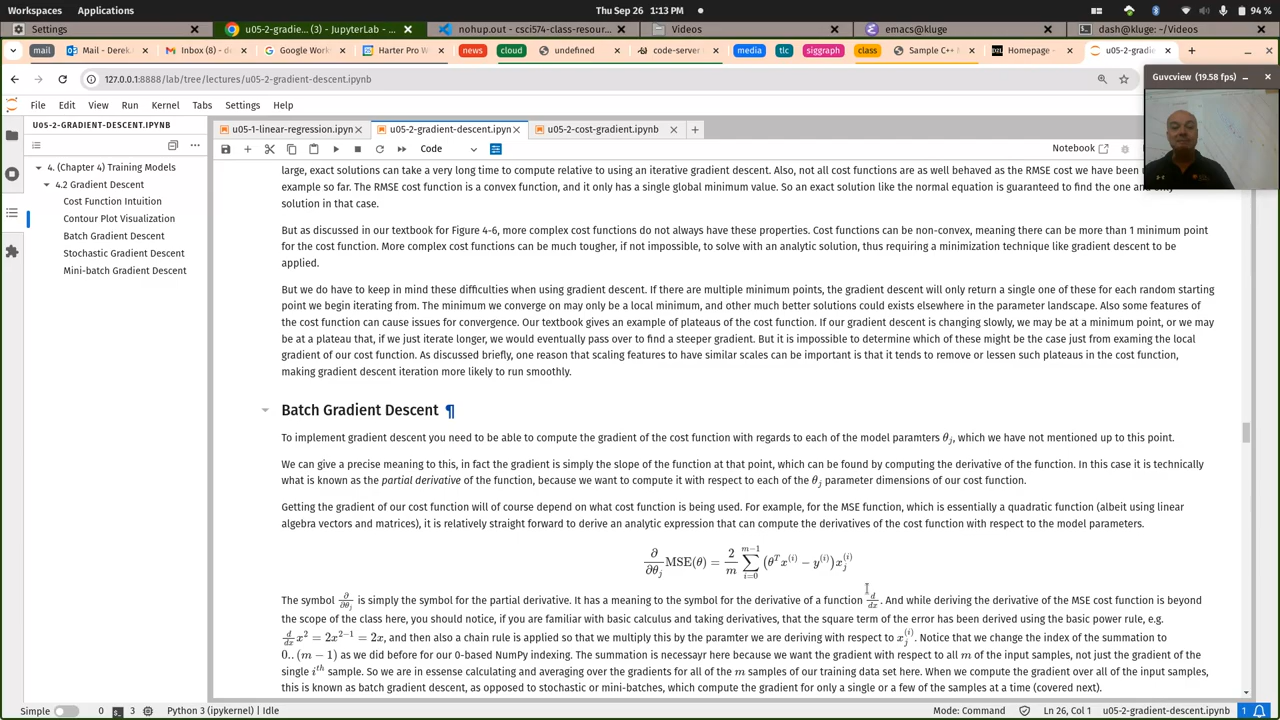 Workspaces Applications Thu Sep 26 1:13 PM 94 %
Settings u05-2-gradie... (3) - JupyterLab - ... nohup.out - csci574-class-resour... Videos emacs@kluge dash@kluge: ~/Videos
mail Mail - Derek. Inbox (8) - d Google Work Harter Pro W news cloud undefined code-server media tlc siggraph class Sample C++ M Homepage - u05-2-gradi
127.0.0.1:8888/lab/tree/lectures/u05-2-gradient-descent.ipynb
Guvcview (19.58 fps)
File Edit View Run Kernel Tabs Settings Help
U05-2-GRADIENT-DESCENT.IPYNB
4. (Chapter 4) Training Models
4.2 Gradient Descent
Cost Function Intuition
Contour Plot Visualization
Batch Gradient Descent
Stochastic Gradient Descent
Mini-batch Gradient Descent
u05-1-linear-regression.ipyn u05-2-gradient-descent.ipyn u05-2-cost-gradient.ipynb
Code Notebook
large, exact solutions can take a very long time to compute relative to using an iterative gradient descent. Also, not all cost functions are as well behaved as the RMSE cost we have been
example so far. The RMSE cost function is a convex function, and it only has a single global minimum value. So an exact solution like the normal equation is guaranteed to find the one and only
solution in that case.
But as discussed in our textbook for Figure 4-6, more complex cost functions do not always have these properties. Cost functions can be non-convex, meaning there can be more than 1 minimum point
for the cost function. More complex cost functions can be much tougher, if not impossible, to solve with an analytic solution, thus requiring a minimization technique like gradient descent to be
applied.
But we do have to keep in mind these difficulties when using gradient descent. If there are multiple minimum points, the gradient descent will only return a single one of these for each random starting
point we begin iterating from. The minimum we converge on may only be a local minimum, and other much better solutions could exists elsewhere in the parameter landscape. Also some features of
the cost function can cause issues for convergence. Our textbook gives an example of plateaus of the cost function. If our gradient descent is changing slowly, we may be at a minimum point, or we may
be at a plateau that, if we just iterate longer, we would eventually pass over to find a steeper gradient. But it is impossible to determine which of these might be the case just from examing the local
gradient of our cost function. As discussed briefly, one reason that scaling features to have similar scales can be important is that it tends to remove or lessen such plateaus in the cost function,
making gradient descent iteration more likely to run smoothly.
Batch Gradient Descent ¶
To implement gradient descent you need to be able to compute the gradient of the cost function with regards to each of the model paramters θ_j, which we have not mentioned up to this point.
We can give a precise meaning to this, in fact the gradient is simply the slope of the function at that point, which can be found by computing the derivative of the function. In this case it is technically
what is known as the partial derivative of the function, because we want to compute it with respect to each of the θ_j parameter dimensions of our cost function.
Getting the gradient of our cost function will of course depend on what cost function is being used. For example, for the MSE function, which is essentially a quadratic function (albeit using linear
algebra vectors and matrices), it is relatively straight forward to derive an analytic expression that can compute the derivatives of the cost function with respect to the model parameters.
∂/∂θ_j MSE(θ) = 2/m ∑_{i=0}^{m−1} (θ^T x^(i) − y^(i)) x_j^(i)
The symbol ∂/∂θ_j is simply the symbol for the partial derivative. It has a meaning to the symbol for the derivative of a function d/dx. And while deriving the derivative of the MSE cost function is beyond
the scope of the class here, you should notice, if you are familiar with basic calculus and taking derivatives, that the square term of the error has been derived using the basic power rule, e.g.
d/dx x^2 = 2x^{2−1} = 2x, and then also a chain rule is applied so that we multiply this by the paramter we are deriving with respect to x_j^(i). Notice that we change the index of the summation to
0..(m − 1) as we did before for our 0-based NumPy indexing. The summation is necessayr here because we want the gradient with respect to all m of the input samples, not just the gradient of the
single i^th sample. So we are in essense calculating and averaging over the gradients for all of the m samples of our training data set here. When we compute the gradient over all of the input samples,
this is known as batch gradient descent, as opposed to stochastic or mini-batches, which compute the gradient for only a single or a few of the samples at a time (covered next).
Simple 0 3 Python 3 (ipykernel) | Idle Mode: Command Ln 26, Col 1 u05-2-gradient-descent.ipynb 1